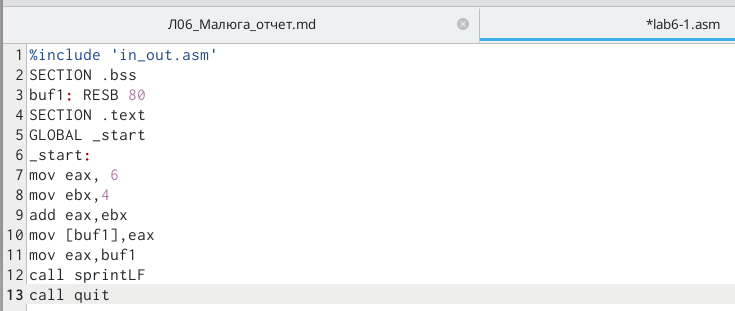 Л06_Малюга_отчет.md
*lab6-1.asm
1 %include 'in_out.asm'
2 SECTION .bss
3 buf1: RESB 80
4 SECTION .text
5 GLOBAL _start
6 _start:
7 mov eax, 6
8 mov ebx,4
9 add eax,ebx
10 mov [buf1],eax
11 mov eax,buf1
12 call sprintLF
13 call quit